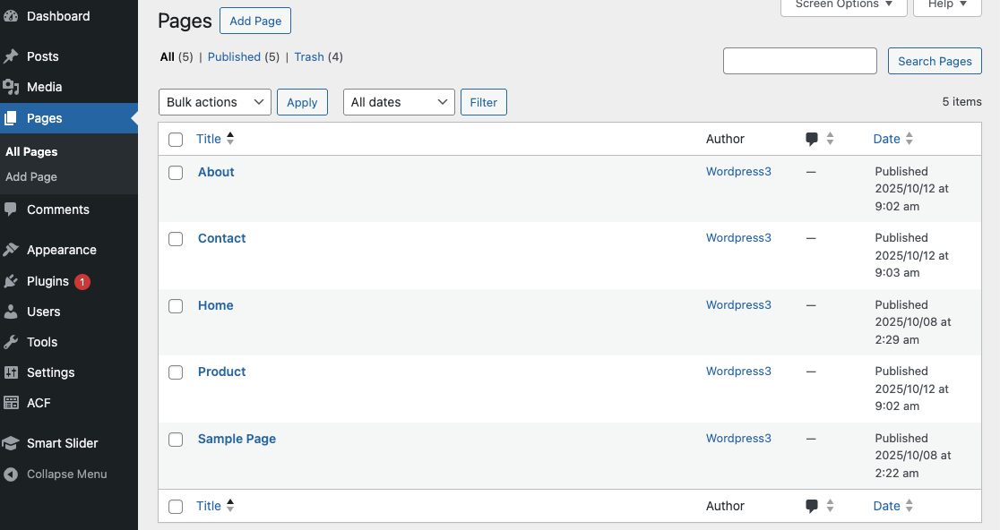 Dashboard
Posts
Media
Pages
All Pages
Add Page
Comments
Appearance
Plugins 1
Users
Tools
Settings
ACF
Smart Slider
Collapse Menu
Screen Options Help
Pages Add Page
All (5) | Published (5) | Trash (4)
Search Pages
Bulk actions Apply All dates Filter
5 items
Title Author Date
About Wordpress3 — Published
2025/10/12 at
9:02 am
Contact Wordpress3 — Published
2025/10/12 at
9:03 am
Home Wordpress3 — Published
2025/10/08 at
2:29 am
Product Wordpress3 — Published
2025/10/12 at
9:02 am
Sample Page Wordpress3 — Published
2025/10/08 at
2:22 am
Title Author Date